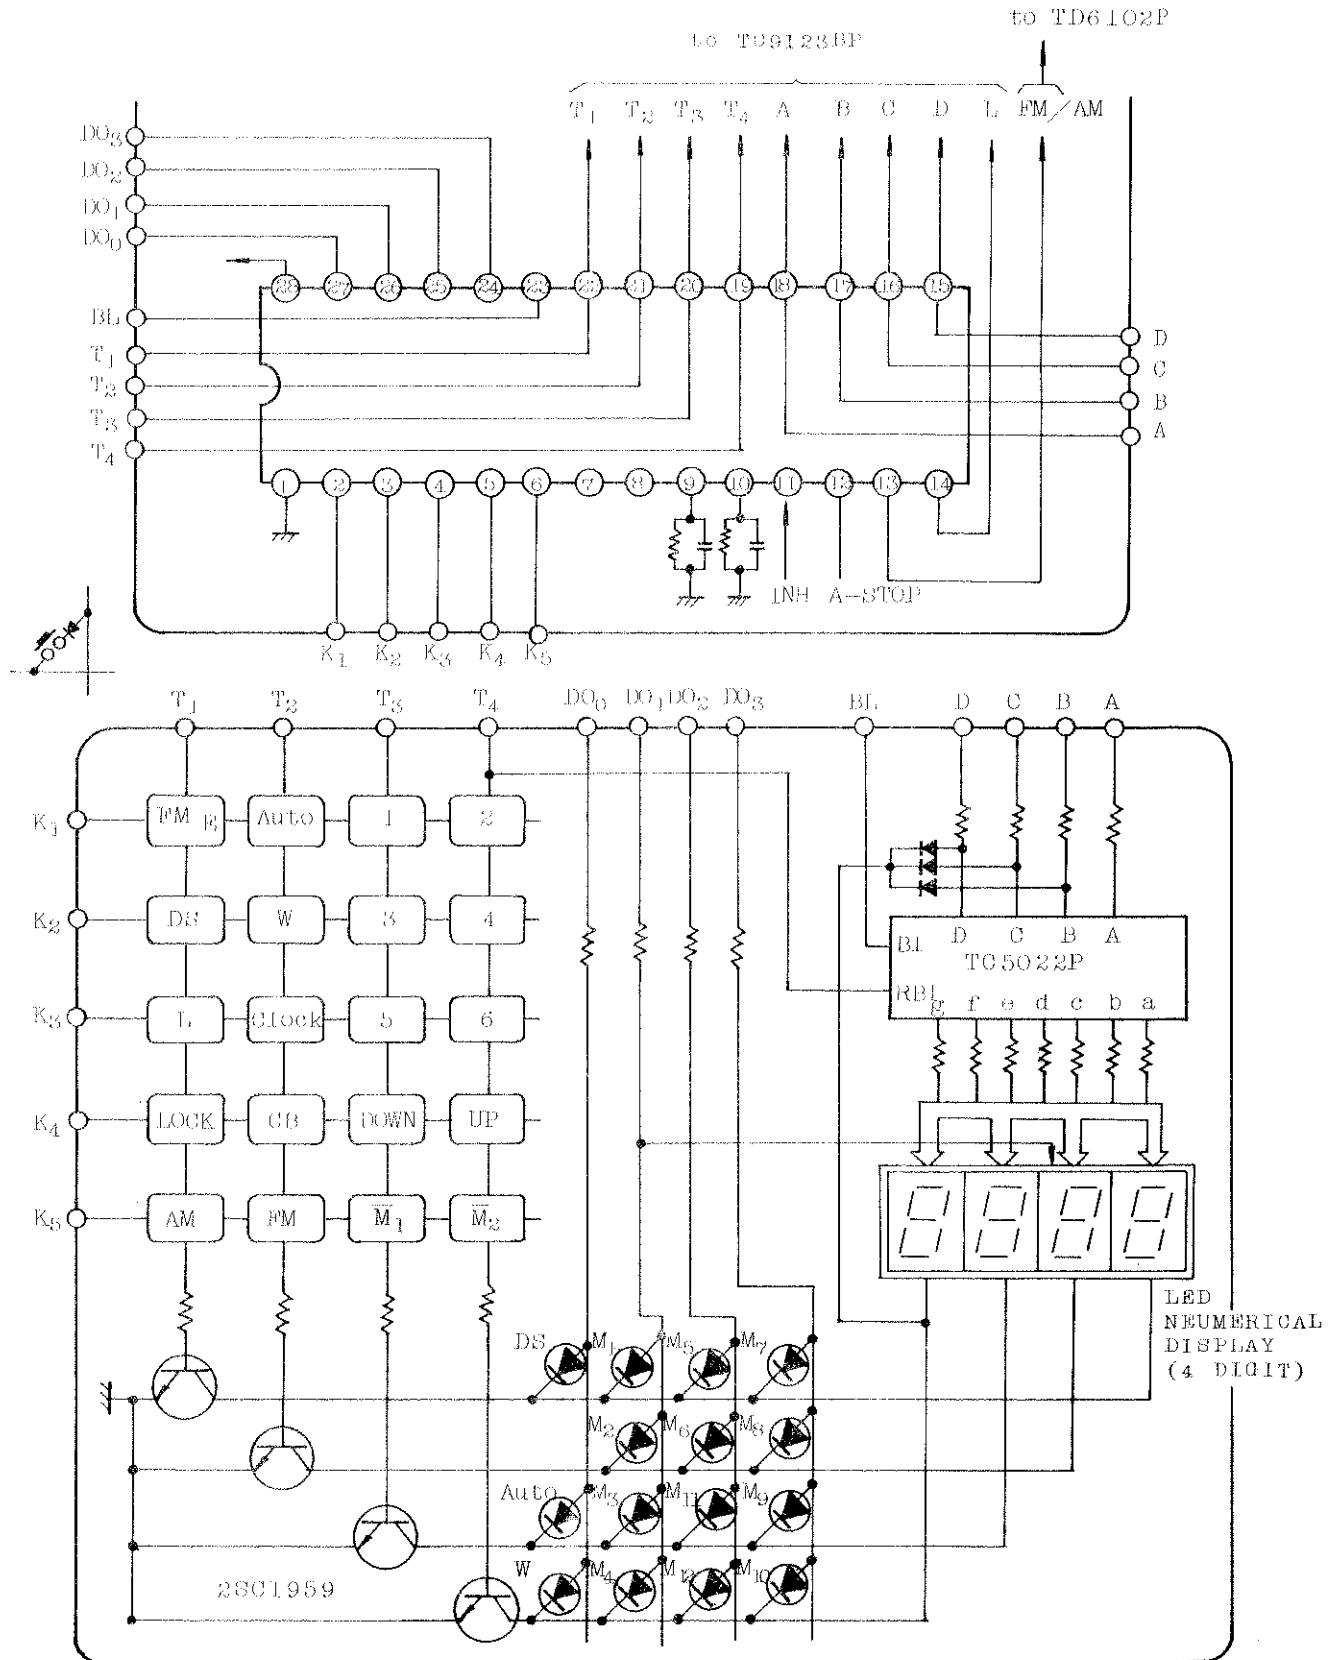 to TD6102P
to TC9123BP
T1 T2 T3 T4 A B C D L FM/AM
DO3
DO2
DO1
DO0
28 27 26 25 24 23 22 21 20 19 18 17 16 15
BL
T1
T2
T3
T4
D
C
B
A
1 2 3 4 5 6 7 8 9 10 11 12 13 14
INH A-STOP
K1 K2 K3 K4 K5
T1 T2 T3 T4 DO0 DO1 DO2 DO3 BL D C B A
K1 FM E Auto 1 2
K2 DS W 3 4
BI D C B A
TC5022P
RBI
g f e d c b a
K3 L Clock 5 6
K4 LOCK CB DOWN UP
K5 AM FM M̅1 M̅2
LED
NEUMERICAL
DISPLAY
(4 DIGIT)
DS M1 M5 M7
M2 M6 M8
Auto M3 M11 M9
W M4 M12 M10
2SC1959